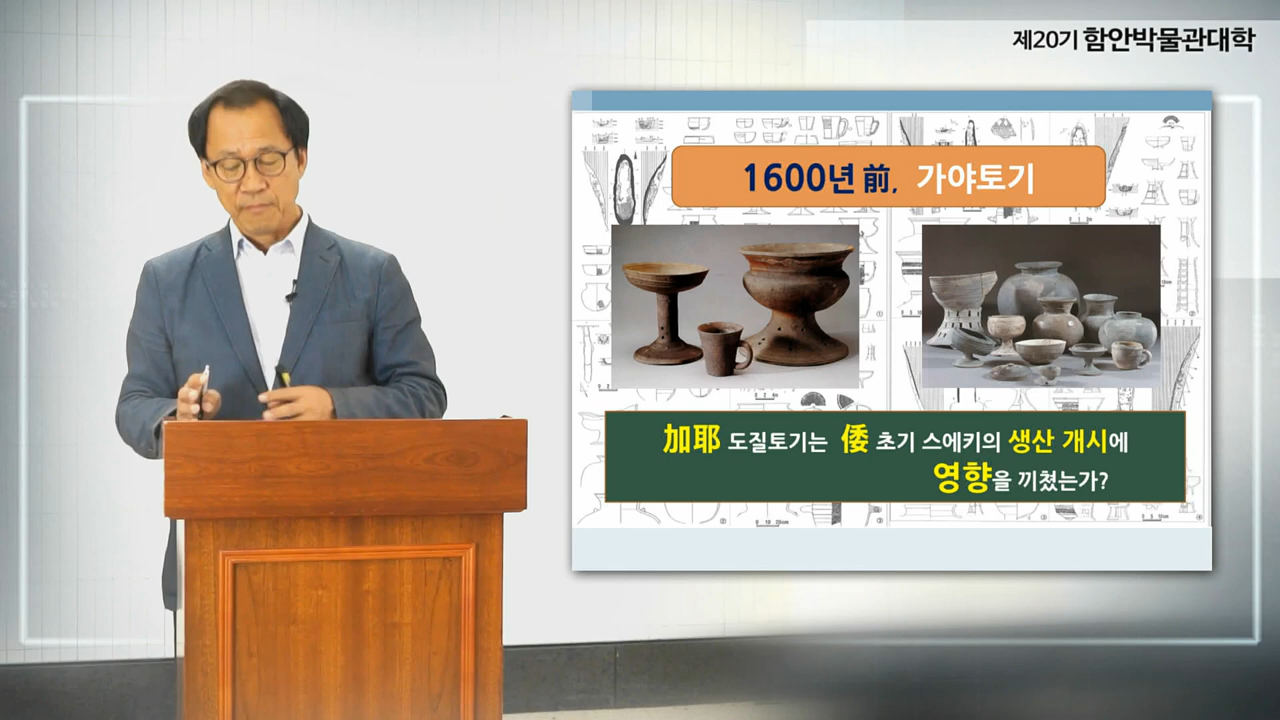 제20기 함안박물관대학
1600년 前, 가야토기
加耶 도질토기는 倭 초기 스에키의 생산 개시에
영향을 끼쳤는가?